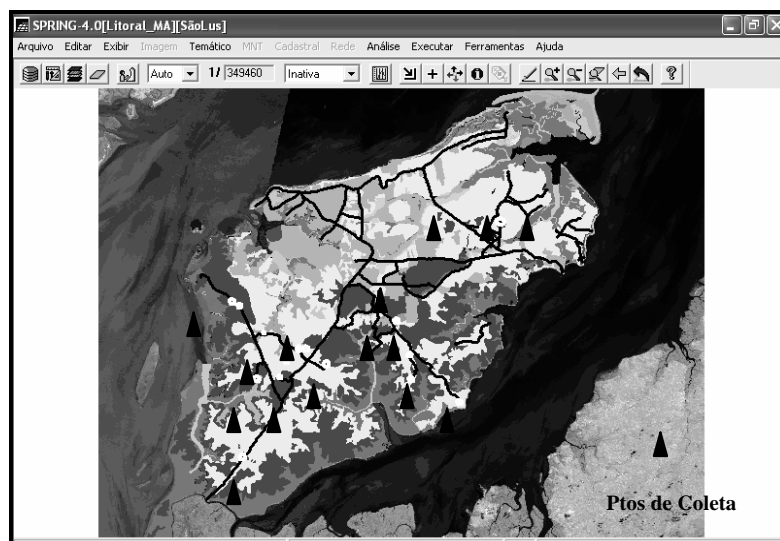 SPRING-4.0[Litoral_MA][SãoLus]
Arquivo Editar Exibir Imagem Temático MNT Cadastral Rede Análise Executar Ferramentas Ajuda
Auto 1/ 349460 Inativa
Ptos de Coleta